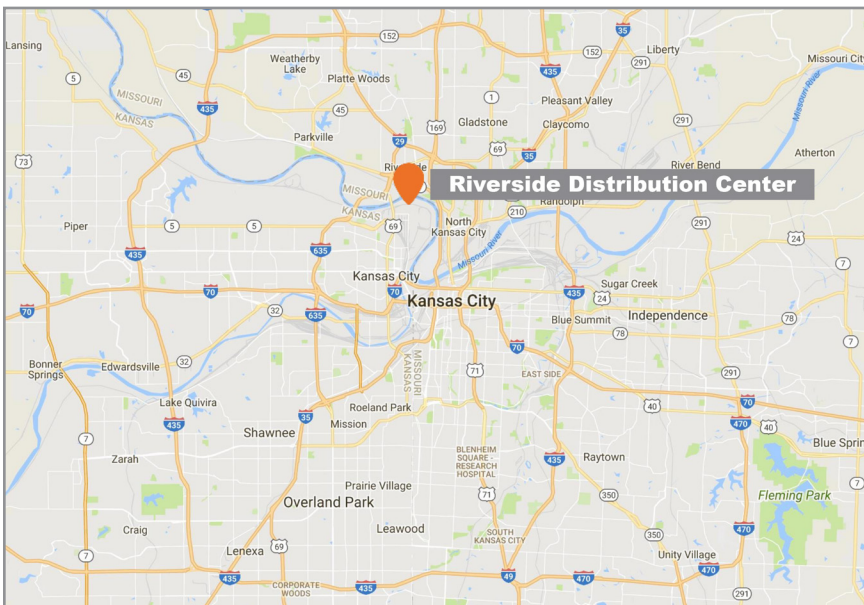 Lansing
152
35
Liberty
152
291
Missouri City
Weatherby
Lake
Platte Woods
435
5
45
MISSOURI
KANSAS
435
1
Pleasant Valley
Missouri River
45
169
Gladstone
Claycomo
291
Parkville
29
69
35
73
River Bend
Atherton
MISSOURI
KANSAS
Riverside Distribution Center
210
291
Piper
5
5
69
North
Kansas City
24
435
635
Missouri River
7
Kansas City
Sugar Creek
70
70
70
Kansas City
435
24
32
635
Blue Summit
Independence
78
78
70
Bonner
Springs
Edwardsville
32
MISSOURI
KANSAS
71
EAST SIDE
291
7
Lake Quivira
Roeland Park
40
70
435
35
Mission
470
40
7
Shawnee
BLENHEIM
SQUARE -
RESEARCH
HOSPITAL
435
Raytown
Zarah
Prairie Village
71
350
Fleming Park
7
Overland Park
Craig
Leawood
SOUTH
KANSAS CITY
350
470
7
Lenexa
69
Unity Village
435
CORPORATE
WOODS
435
49
470
470
291